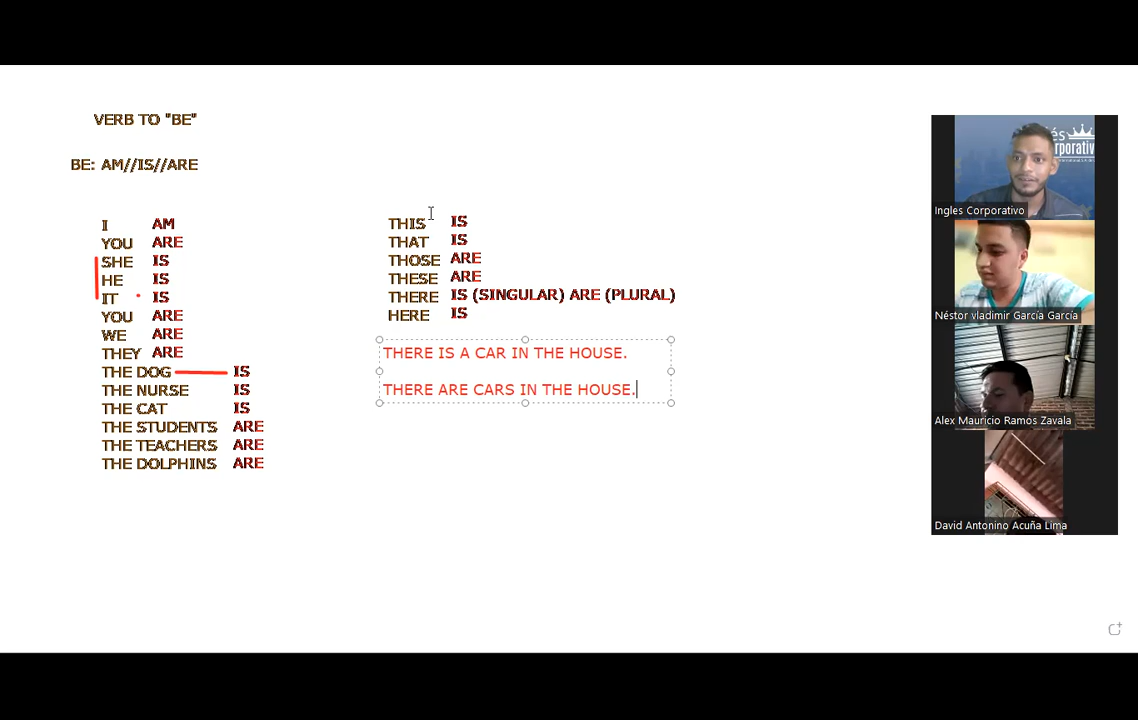 VERB TO "BE"
BE: AM//IS//ARE
I AM
YOU ARE
SHE IS
HE IS
IT IS
YOU ARE
WE ARE
THEY ARE
THE DOG IS
THE NURSE IS
THE CAT IS
THE STUDENTS ARE
THE TEACHERS ARE
THE DOLPHINS ARE
THIS IS
THAT IS
THOSE ARE
THESE ARE
THERE IS (SINGULAR) ARE (PLURAL)
HERE IS
THERE IS A CAR IN THE HOUSE.
THERE ARE CARS IN THE HOUSE.
és
orporativ
Ingles Corporativo
Néstor vladimir García García
Alex Mauricio Ramos Zavala
David Antonino Acuña Lima